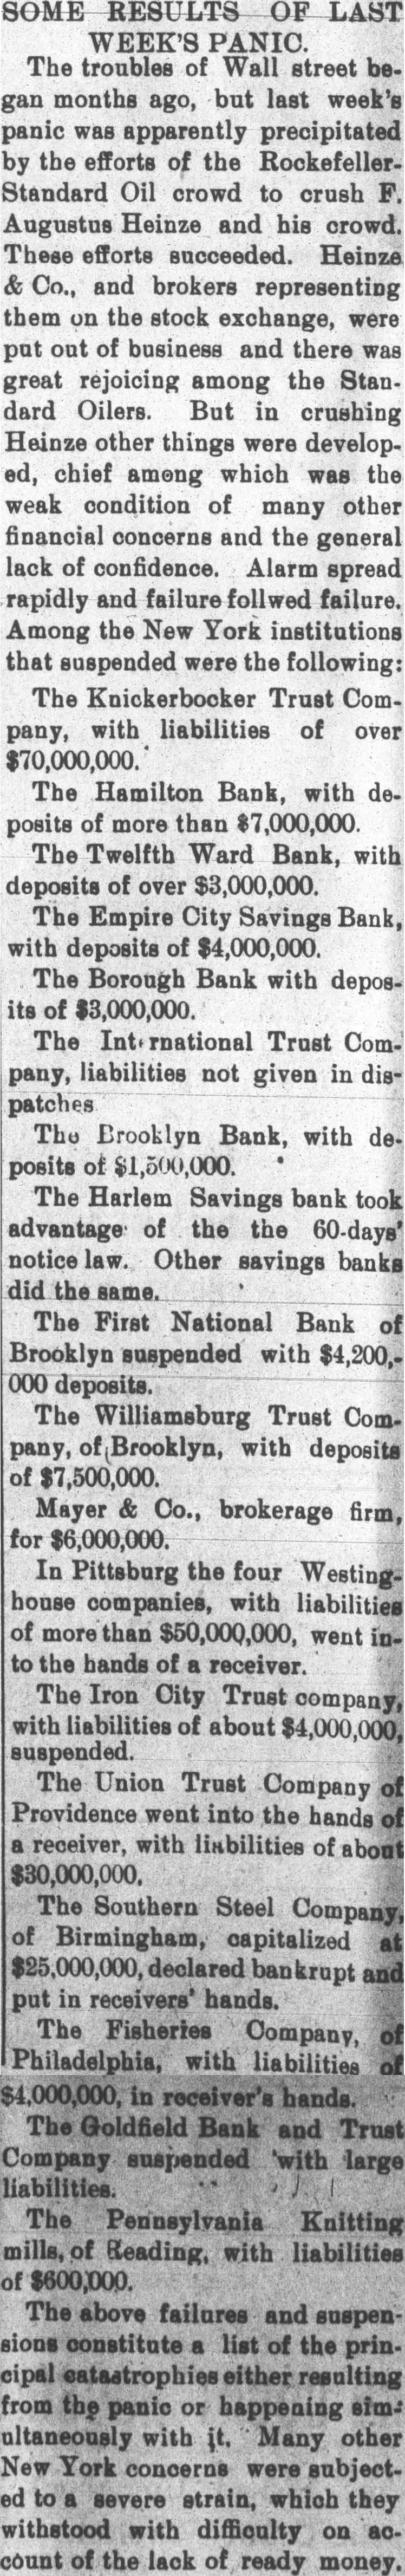 SOME RESULTS OF LAST
WEEK'S PANIC.
The troubles of Wall street be-
gan months ago, but last week's
panic was apparently precipitated
by the efforts of the Rockefeller-
Standard Oil crowd to crush F.
Augustus Heinze and his crowd.
These efforts succeeded. Heinze
& Co., and brokers representing
them on the stock exchange, were
put out of business and there was
great rejoicing among the Stan-
dard Oilers. But in crushing
Heinze other things were develop-
ed, chief among which was the
weak condition of many other
financial concerns and the general
lack of confidence. Alarm spread
rapidly and failure follwed failure.
Among the New York institutions
that suspended were the following:
The Knickerbocker Trust Com-
pany, with liabilities of over
$70,000,000.
The Hamilton Bank, with de-
posits of more than $7,000,000.
The Twelfth Ward Bank, with
deposits of over $3,000,000.
The Empire City Savings Bank,
with deposits of $4,000,000.
The Borough Bank with depos-
its of $3,000,000.
The International Trust Com-
pany, liabilities not given in dis-
patches
The Brooklyn Bank, with de-
posits of $1,500,000.
The Harlem Savings bank took
advantage of the the 60-days'
notice law. Other savings banks
did the same.
The First National Bank of
Brooklyn suspended with $4,200,-
000 deposits.
The Williamsburg Trust Com-
pany, of Brooklyn, with deposits
of $7,500,000.
Mayer & Co., brokerage firm,
for $6,000,000.
In Pittsburg the four Westing-
house companies, with liabilities
of more than $50,000,000, went in-
to the hands of a receiver.
The Iron City Trust company,
with liabilities of about $4,000,000,
suspended.
The Union Trust Company of
Providence went into the hands of
a receiver, with liabilities of about
$30,000,000.
The Southern Steel Company,
of Birmingham, capitalized at
$25,000,000, declared bankrupt and
put in receivers' hands.
The Fisheries Company, of
Philadelphia, with liabilities of
$4,000,000, in receiver's hands.
The Goldfield Bank and Trust
Company suspended with large
liabilities.
The Pennsylvania Knitting
mills, of Reading, with liabilities
of $600,000.
The above failures and suspen-
sions constitute a list of the prin-
cipal catastrophies either resulting
from the panic or happening sim-
ultaneously with it. Many other
New York concerns were subject-
ed to a severe strain, which they
withstood with difficulty on ac-
count of the lack of ready money.